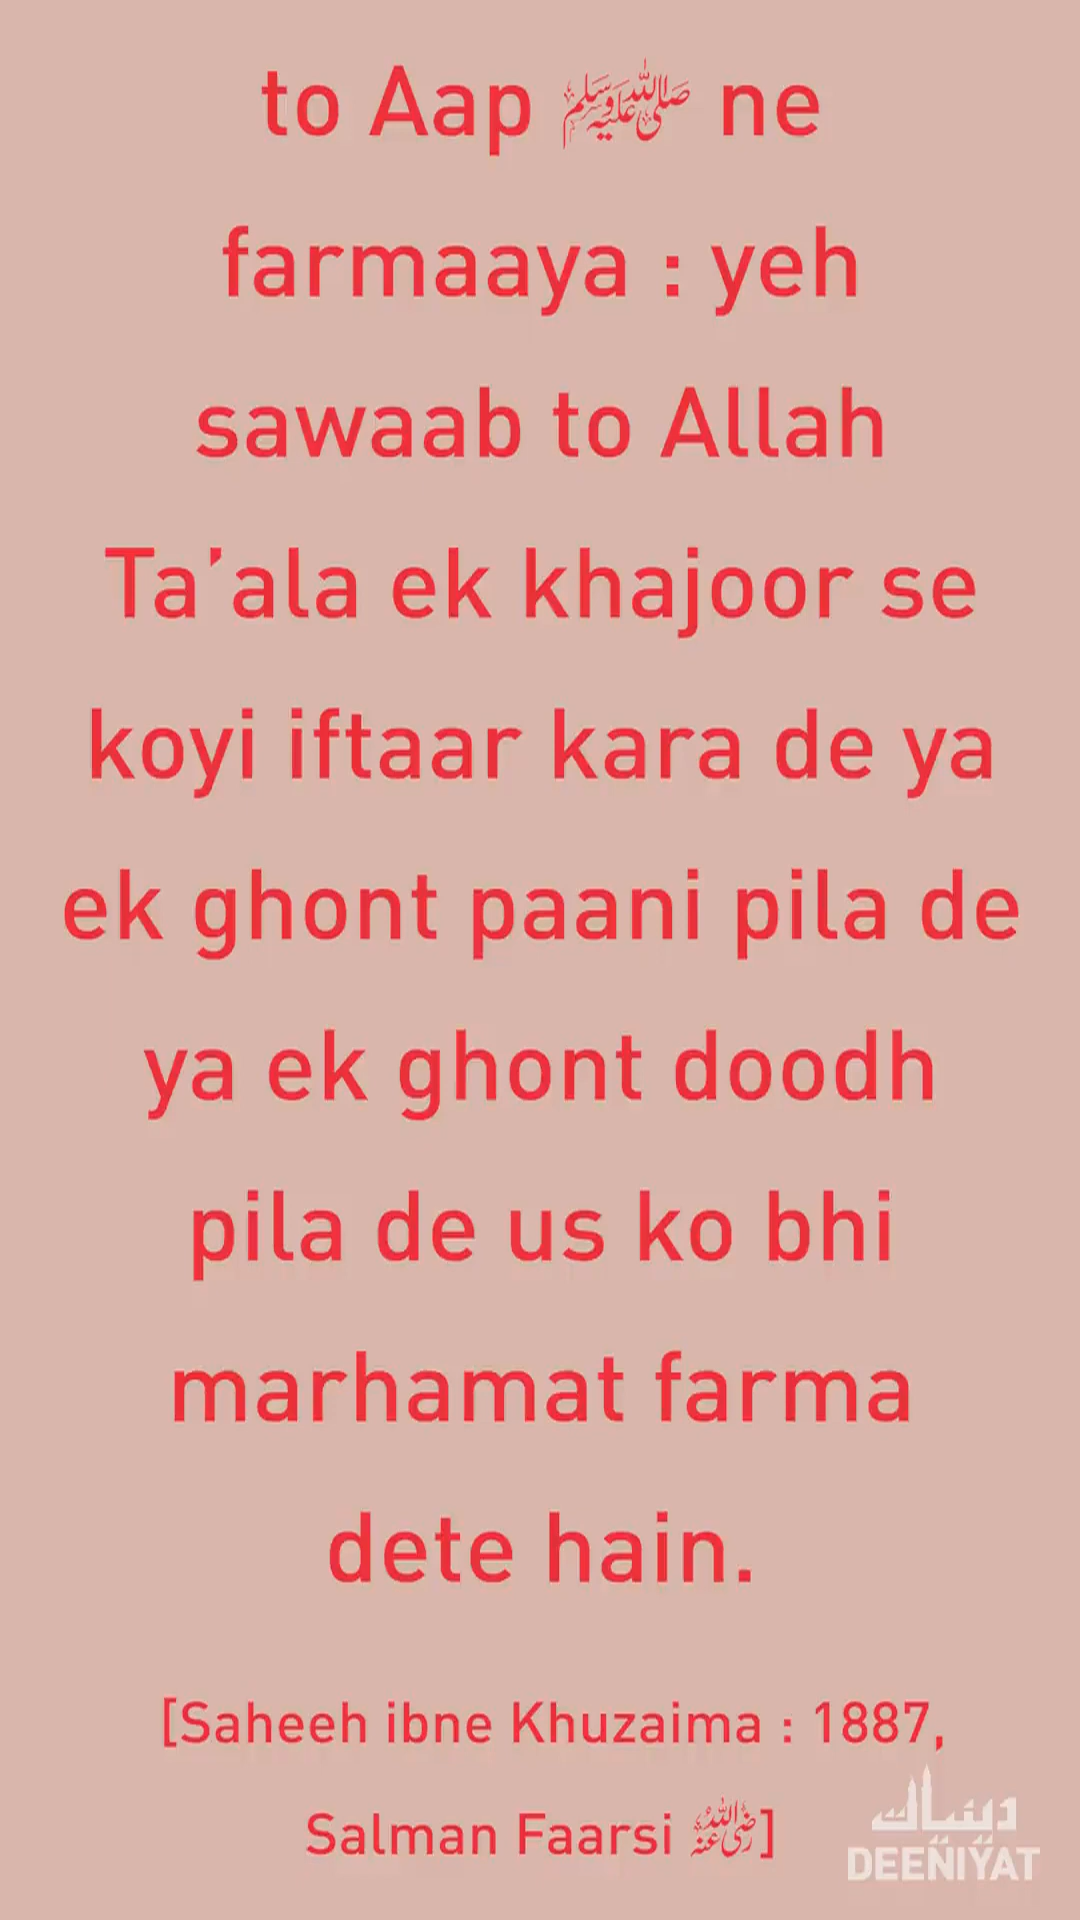 to Aap ﷺ ne
farmaaya : yeh
sawaab to Allah
Ta’ala ek khajoor se
koyi iftaar kara de ya
ek ghont paani pila de
ya ek ghont doodh
pila de us ko bhi
marhamat farma
dete hain.
[Saheeh ibne Khuzaima : 1887,
Salman Faarsi رضي الله عنه]
دينيات
DEENIYAT